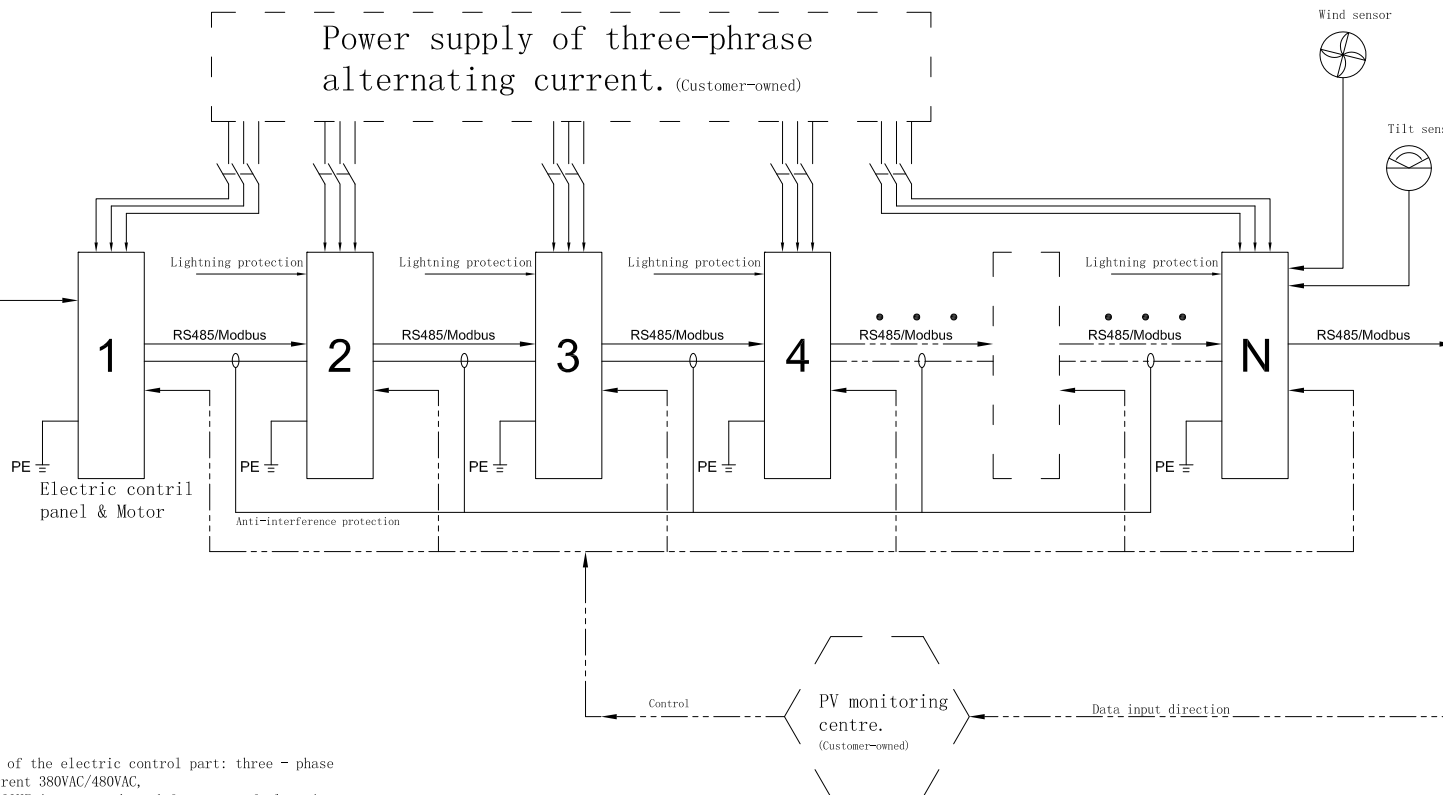 Power supply of three-phrase
alternating current. (Customer-owned)
Wind sensor
Tilt
Lightning protection
Lightning protection
Lightning protection
Lightning protection
RS485/Modbus
RS485/Modbus
RS485/Modbus
RS485/Modbus
RS485/Modbus
RS485/Modbus
1
2
3
4
N
PE
PE
PE
PE
PE
Electric contril
panel & Motor
Anti-interference protection
Control
PV monitoring
centre.
(Customer-owned)
Data input direction
of the electric control part: three - phase
rent 380VAC/480VAC,